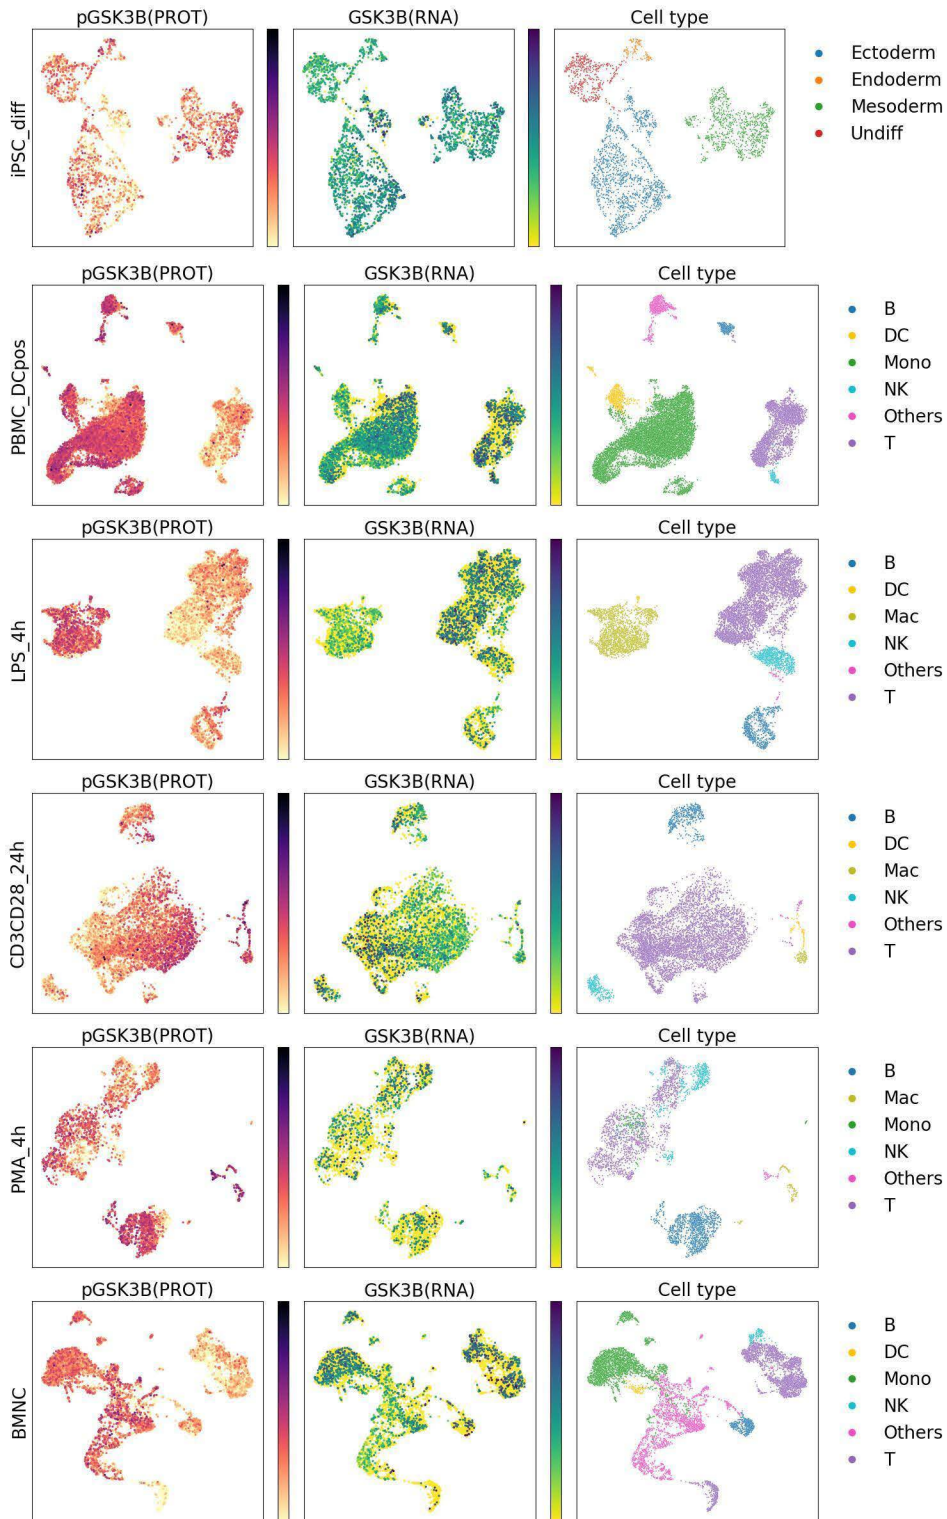 pGSK3B(PROT) GSK3B(RNA) Cell type
iPSC_diff
Ectoderm
Endoderm
Mesoderm
Undiff
pGSK3B(PROT) GSK3B(RNA) Cell type
PBMC_DCpos
B
DC
Mono
NK
Others
T
pGSK3B(PROT) GSK3B(RNA) Cell type
LPS_4h
B
DC
Mac
NK
Others
T
pGSK3B(PROT) GSK3B(RNA) Cell type
CD3CD28_24h
B
DC
Mac
NK
Others
T
pGSK3B(PROT) GSK3B(RNA) Cell type
PMA_4h
B
Mac
Mono
NK
Others
T
pGSK3B(PROT) GSK3B(RNA) Cell type
BMNC
B
DC
Mono
NK
Others
T